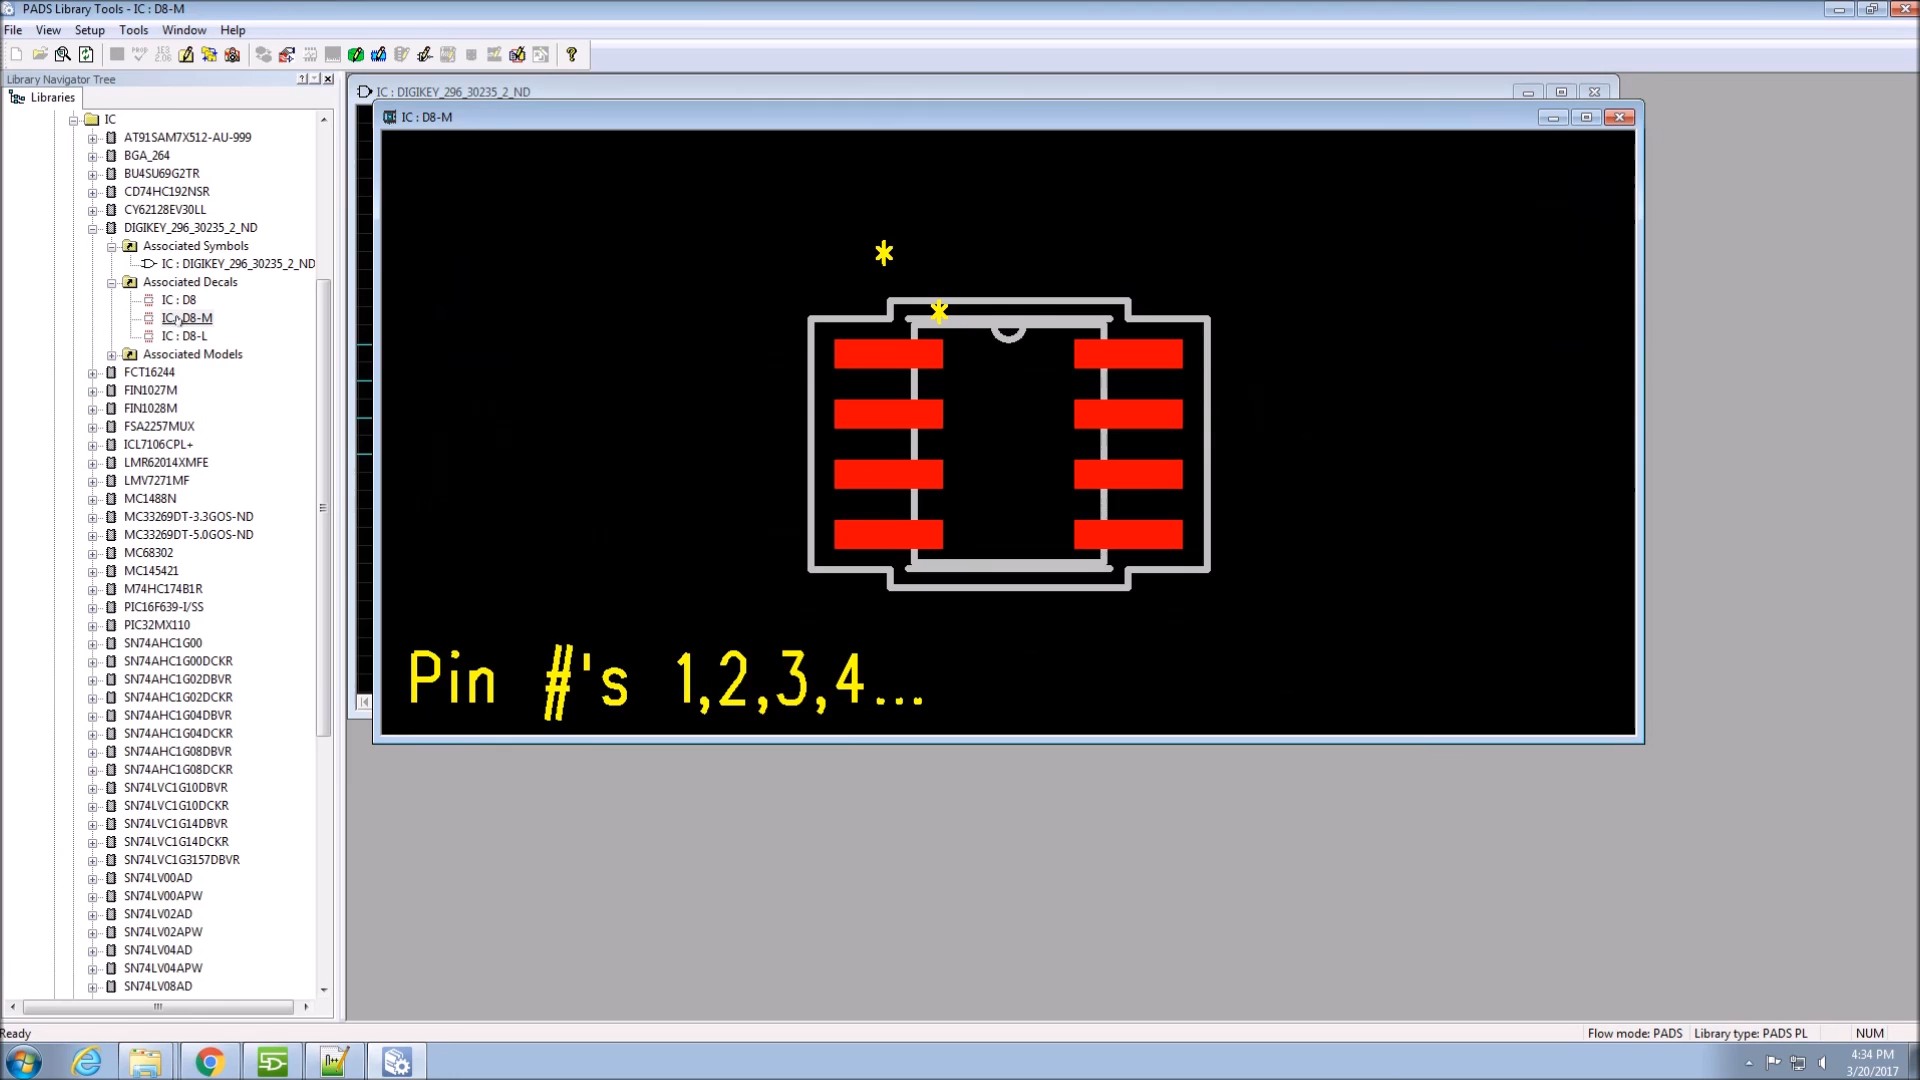 PADS Library Tools - IC : D8-M
File View Setup Tools Window Help
Library Navigator Tree
Libraries
IC
AT91SAM7X512-AU-999
BGA_264
BU4SU69G2TR
CD74HC192NSR
CY62128EV30LL
DIGIKEY_296_30235_2_ND
Associated Symbols
IC : DIGIKEY_296_30235_2_ND
Associated Decals
IC : D8
IC : D8-M
IC : D8-L
Associated Models
FCT16244
FIN1027M
FIN1028M
FSA2257MUX
ICL7106CPL+
LMR62014XMFE
LMV7271MF
MC1488N
MC33269DT-3.3GOS-ND
MC33269DT-5.0GOS-ND
MC68302
MC145421
M74HC174B1R
PIC16F639-I/SS
PIC32MX110
SN74AHC1G00
SN74AHC1G00DCKR
SN74AHC1G02DBVR
SN74AHC1G02DCKR
SN74AHC1G04DBVR
SN74AHC1G04DCKR
SN74AHC1G08DBVR
SN74AHC1G08DCKR
SN74LVC1G10DBVR
SN74LVC1G10DCKR
SN74LVC1G14DBVR
SN74LVC1G14DCKR
SN74LVC1G3157DBVR
SN74LV00AD
SN74LV00APW
SN74LV02AD
SN74LV02APW
SN74LV04AD
SN74LV04APW
SN74LV08AD
IC : DIGIKEY_296_30235_2_ND
IC : D8-M
*
*
Pin #'s 1,2,3,4...
Ready
Flow mode: PADS Library type: PADS PL NUM
4:34 PM
3/20/2017